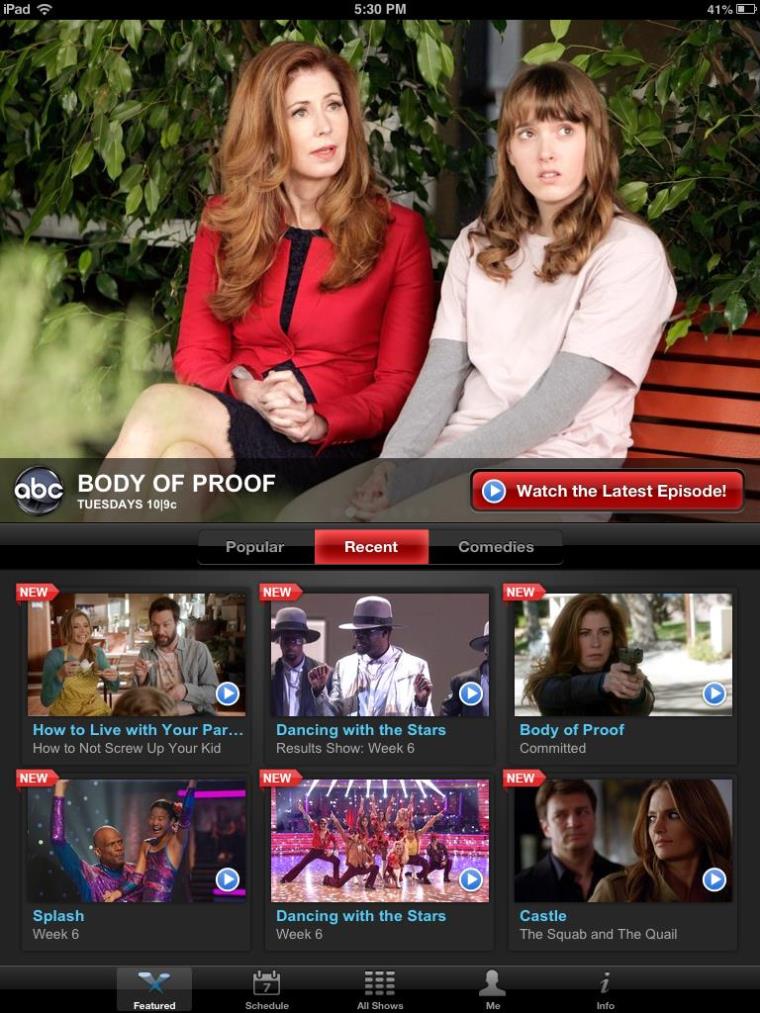 iPad 5:30 PM 41%
abc BODY OF PROOF
TUESDAYS 10|9c
Watch the Latest Episode!
Popular Recent Comedies
NEW NEW NEW
How to Live with Your Par... Dancing with the Stars Body of Proof
How to Not Screw Up Your Kid Results Show: Week 6 Committed
NEW NEW NEW
Splash Dancing with the Stars Castle
Week 6 Week 6 The Squab and The Quail
7
Featured Schedule All Shows Me Info